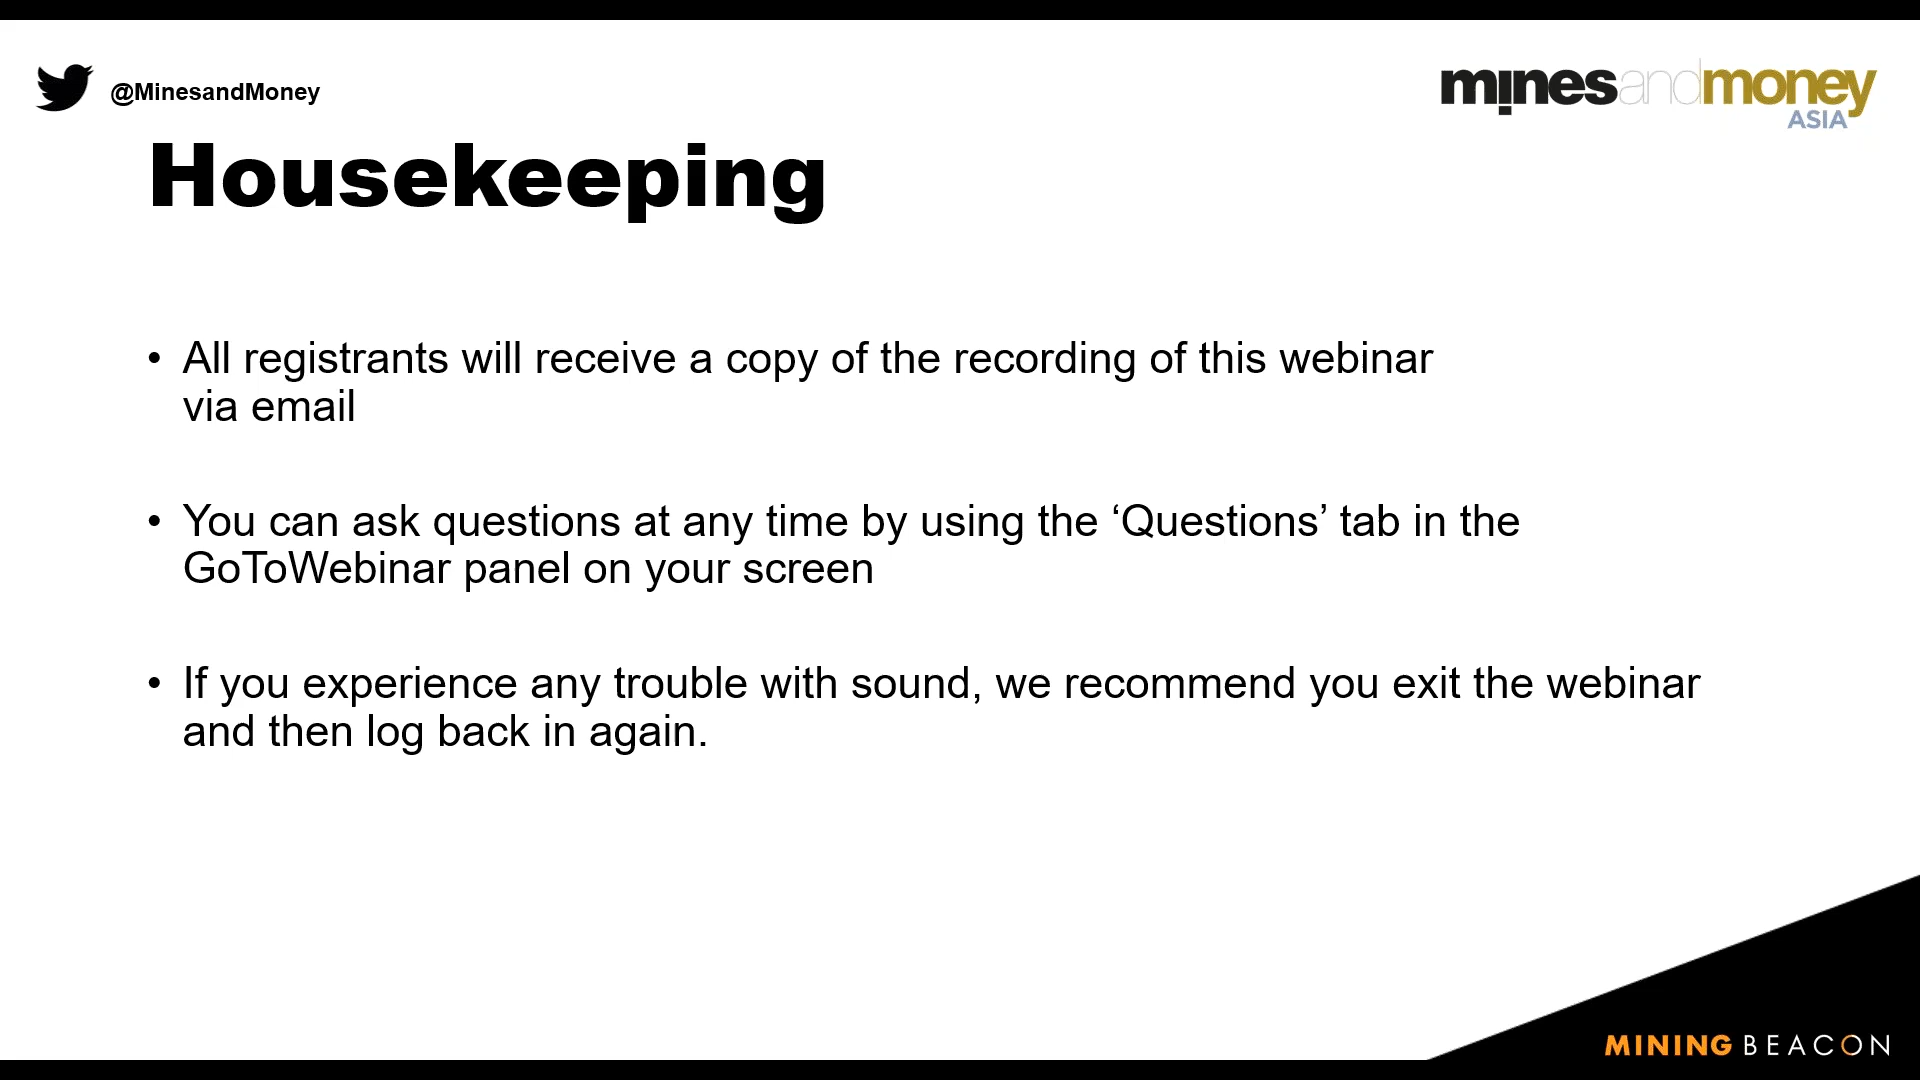 @MinesandMoney
minesandmoney
ASIA
Housekeeping
• All registrants will receive a copy of the recording of this webinar
via email
• You can ask questions at any time by using the ‘Questions’ tab in the
GoToWebinar panel on your screen
• If you experience any trouble with sound, we recommend you exit the webinar
and then log back in again.
MINING BEACON